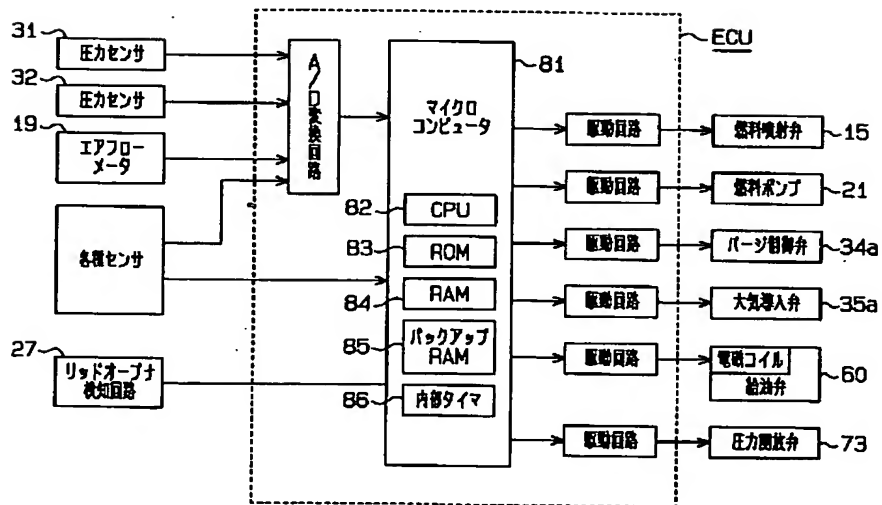 31
圧力センサ
32
圧力センサ
19
エアフロー
メータ
各種センサ
27
リッドオープナ
検知回路
A/D変換回路
ECU
81
マイクロ
コンピュータ
82
CPU
83
ROM
84
RAM
85
バックアップ
RAM
86
内部タイマ
駆動回路
燃料噴射弁
15
駆動回路
燃料ポンプ
21
駆動回路
パージ制御弁
34a
駆動回路
大気導入弁
35a
駆動回路
電磁コイル
給油弁
60
駆動回路
圧力開放弁
73